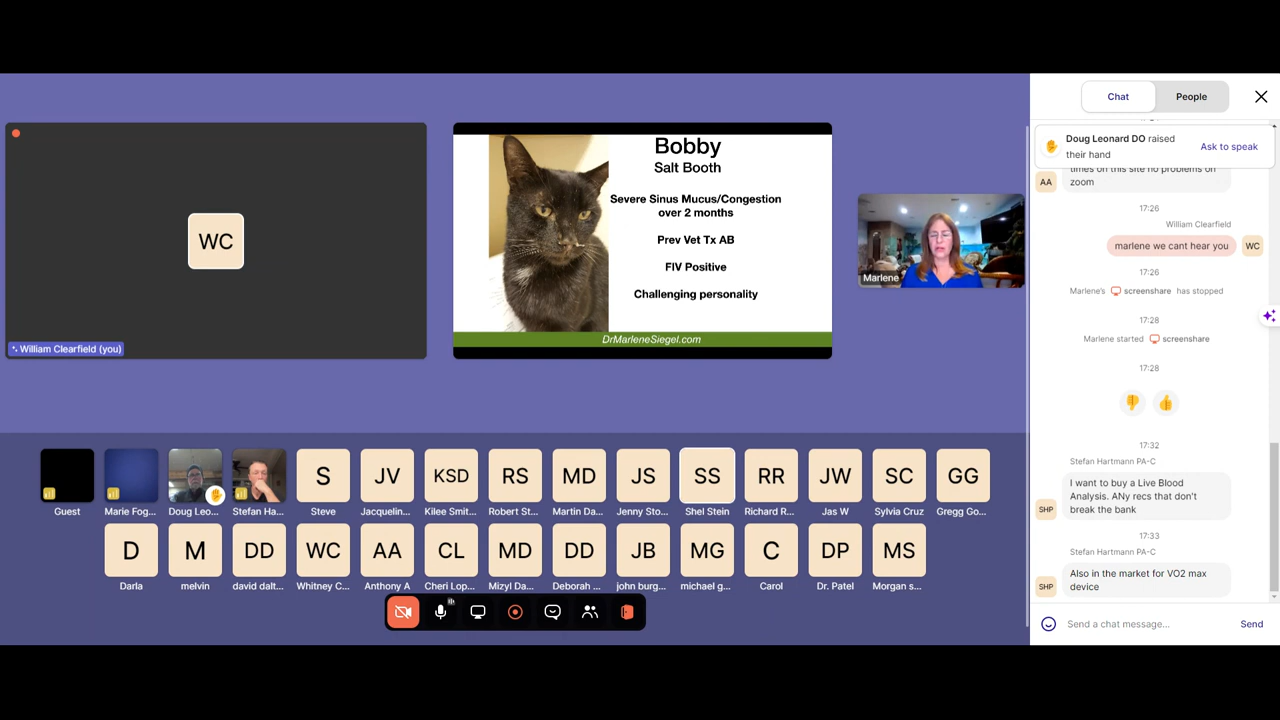 WC
William Clearfield (you)
Bobby
Salt Booth
Severe Sinus Mucus/Congestion
over 2 months
Prev Vet Tx AB
FIV Positive
Challenging personality
DrMarleneSiegel.com
Marlene
S
JV
KSD
RS
MD
JS
SS
RR
JW
SC
GG
Guest
Marie Fog...
Doug Leo...
Stefan Ha...
Steve
Jacquelin...
Kilee Smit...
Robert St...
Martin Da...
Jenny Sto...
Shel Stein
Richard R...
Jas W
Sylvia Cruz
Gregg Go...
D
M
DD
WC
AA
CL
MD
DD
JB
MG
C
DP
MS
Darla
melvin
david dalt...
Whitney C...
Anthony A
Cheri Lop...
Mizyl Da...
Deborah ...
john burg...
michael g...
Carol
Dr. Patel
Morgan s...
Chat
People
Doug Leonard DO raised
their hand
Ask to speak
times on this site no problems on
zoom
AA
17:26
William Clearfield
marlene we cant hear you
WC
17:26
Marlene's screenshare has stopped
17:28
Marlene started screenshare
17:28
17:32
Stefan Hartmann PA-C
I want to buy a Live Blood
Analysis. ANy recs that don't
break the bank
SHP
17:33
Stefan Hartmann PA-C
Also in the market for VO2 max
device
SHP
Send a chat message...
Send